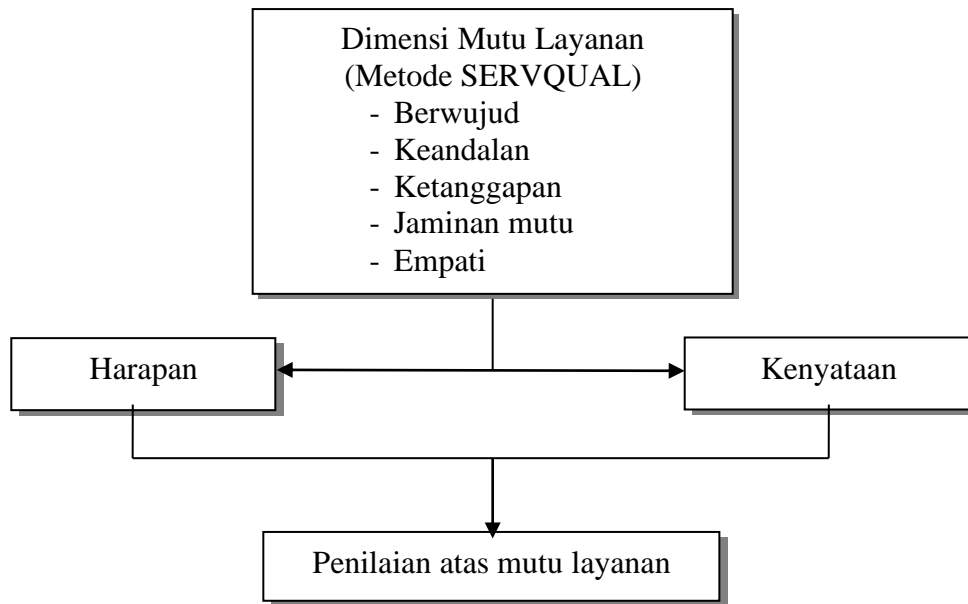 Dimensi Mutu Layanan
(Metode SERVQUAL)
- Berwujud
- Keandalan
- Ketanggapan
- Jaminan mutu
- Empati
Harapan
Kenyataan
Penilaian atas mutu layanan